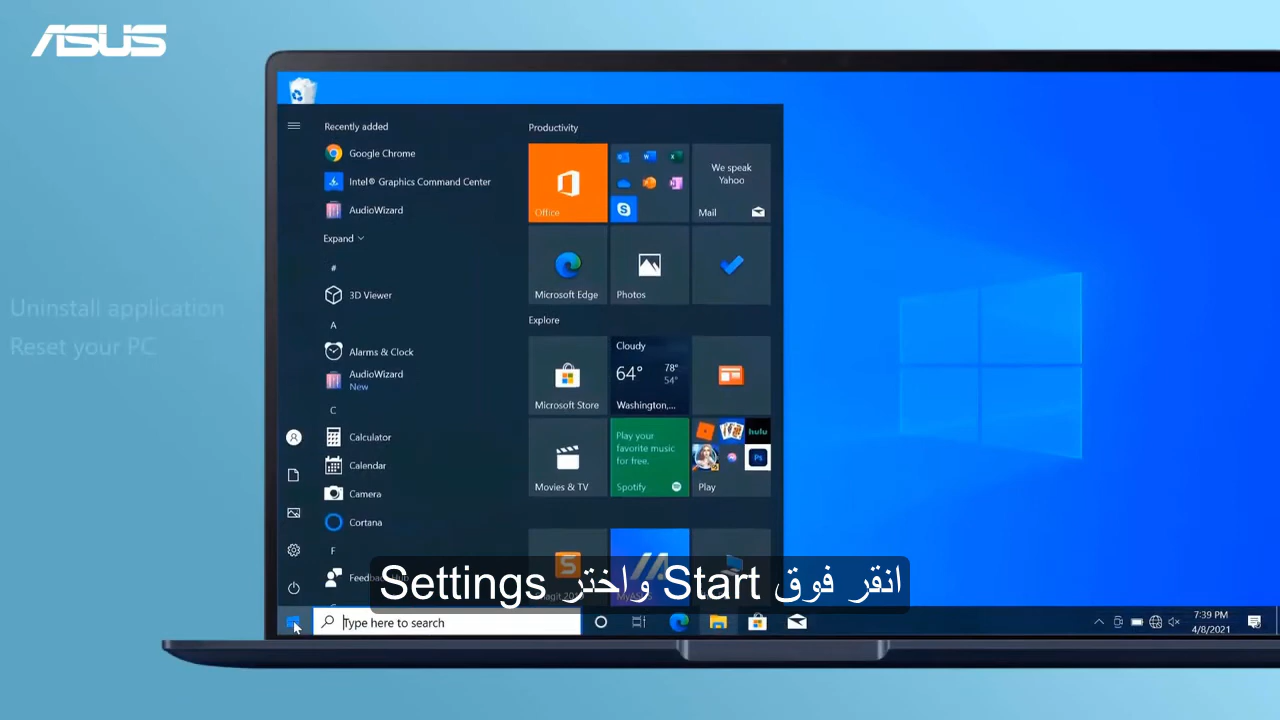 ASUS
Uninstall application
Reset your PC
Recently added
Google Chrome
Intel® Graphics Command Center
AudioWizard
Expand
#
3D Viewer
A
Alarms & Clock
AudioWizard
New
C
Calculator
Calendar
Camera
Cortana
F
Productivity
Office
We speak
Yahoo
Mail
Microsoft Edge
Photos
Explore
Microsoft Store
Cloudy
64°
78°
54°
Washington,...
Movies & TV
Play your
favorite music
for free.
Spotify
hulu
Ps
Play
انقر فوق Start واختر Settings
Type here to search
7:39 PM
4/8/2021